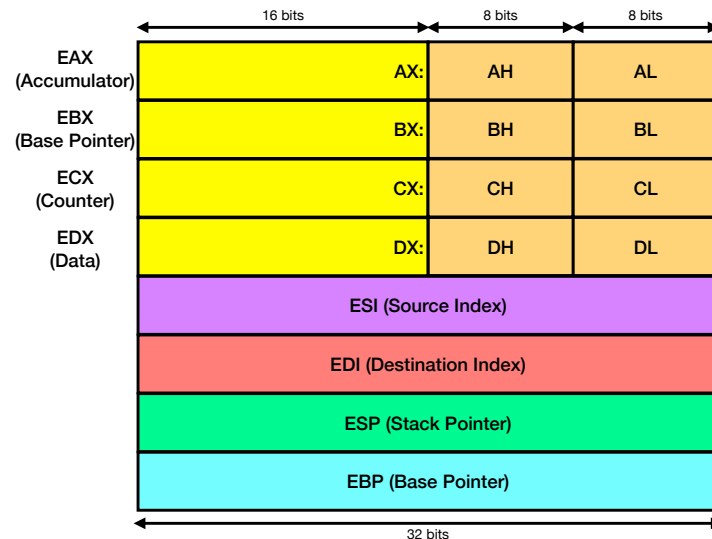 16 bits 8 bits 8 bits
EAX
(Accumulator)
AX: AH AL
EBX
(Base Pointer)
BX: BH BL
ECX
(Counter)
CX: CH CL
EDX
(Data)
DX: DH DL
ESI (Source Index)
EDI (Destination Index)
ESP (Stack Pointer)
EBP (Base Pointer)
32 bits